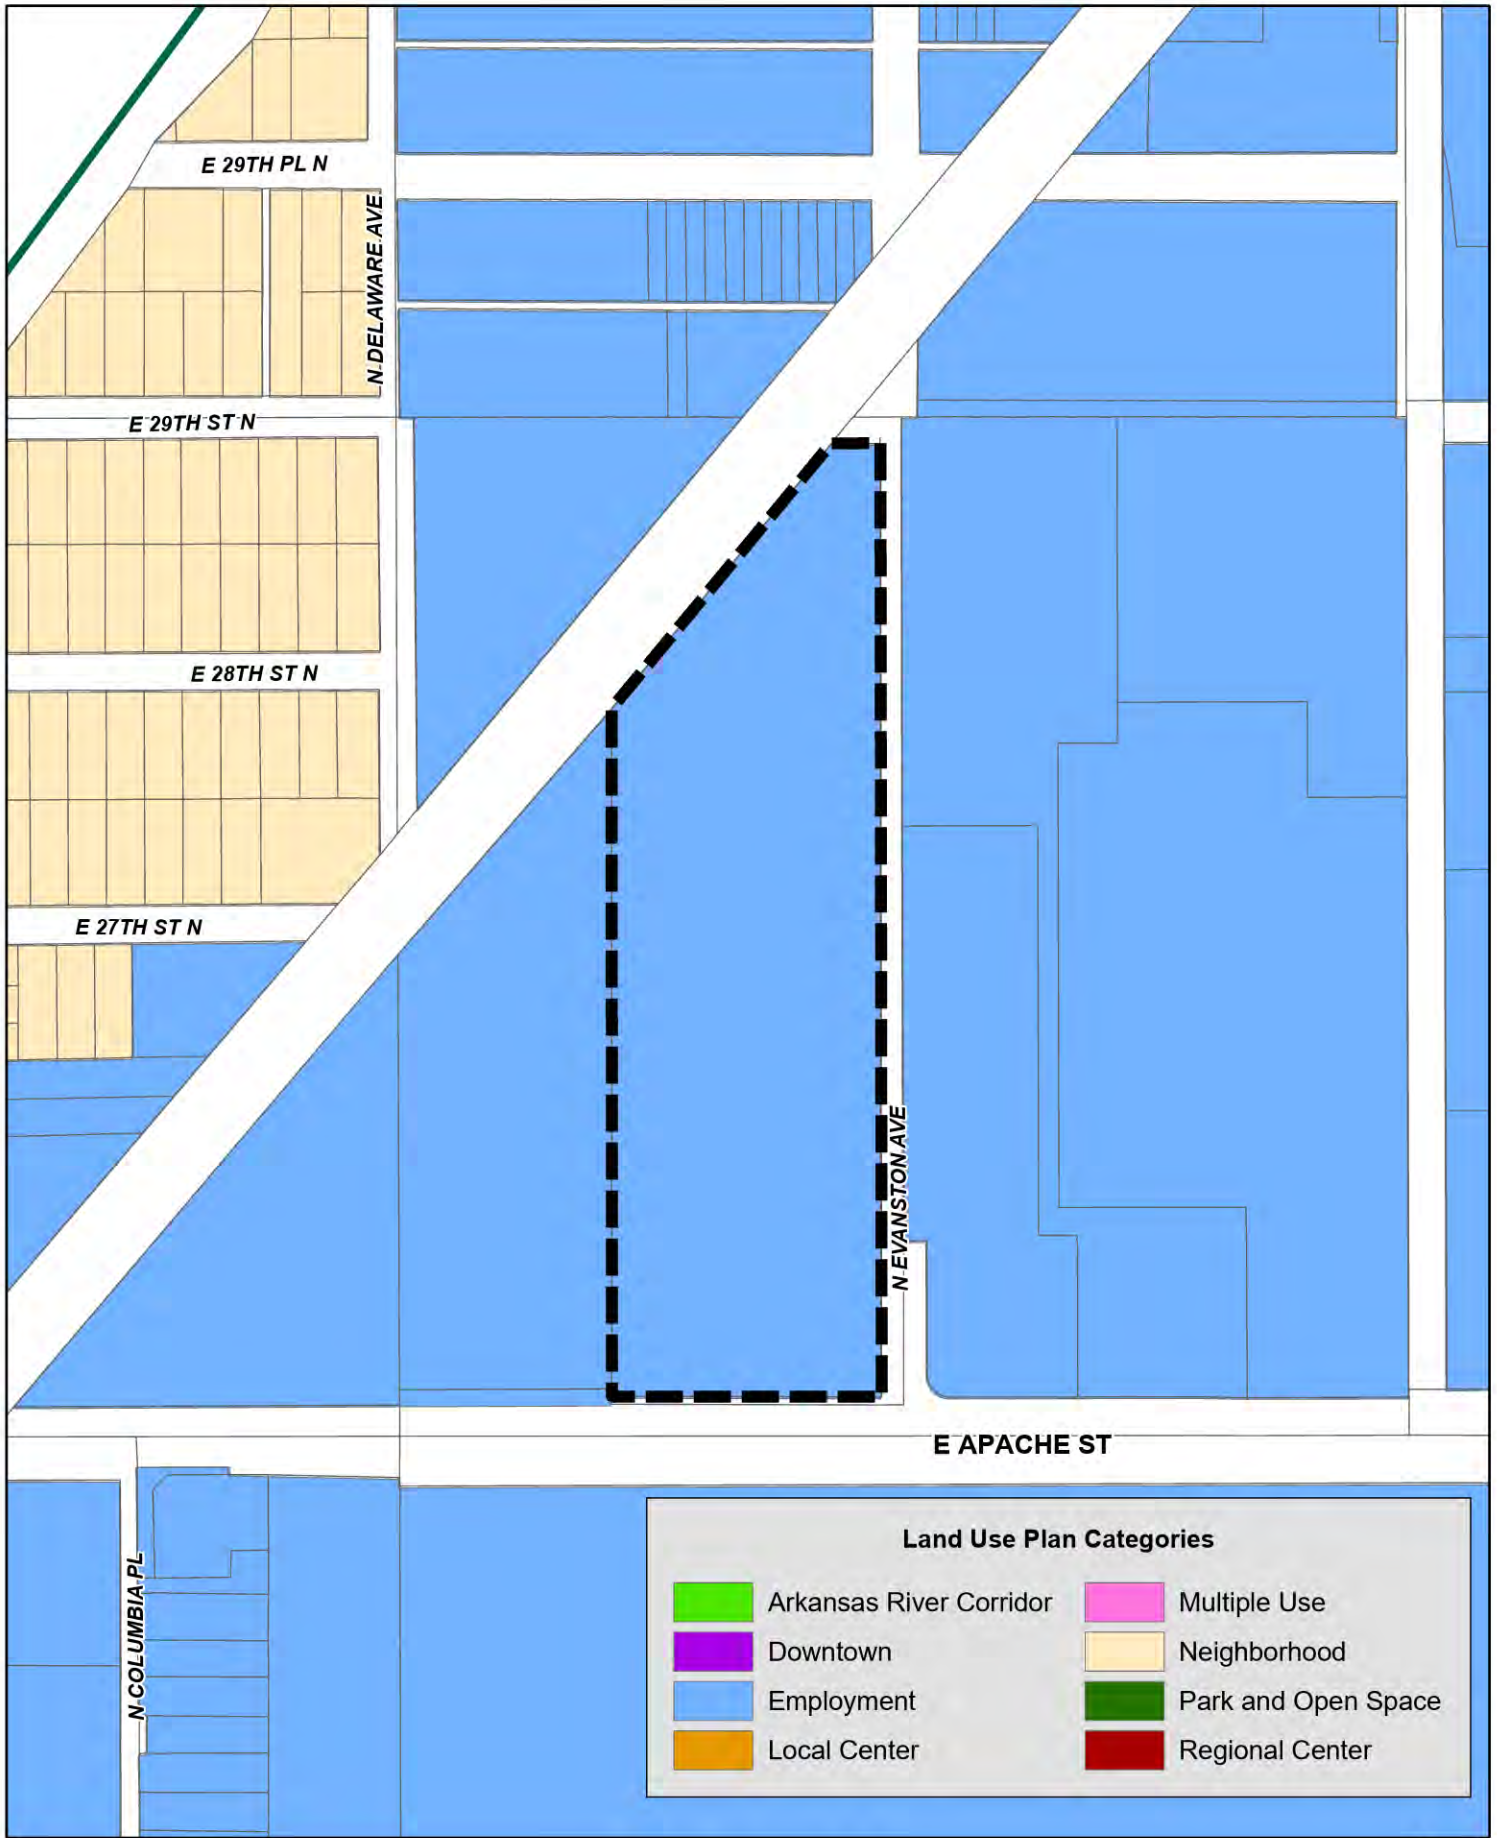 E 29TH PL N
N DELAWARE AVE
E 29TH ST N
E 28TH ST N
E 27TH ST N
N EVANSTON AVE
E APACHE ST
N COLUMBIA PL
Land Use Plan Categories
Arkansas River Corridor
Downtown
Employment
Local Center
Multiple Use
Neighborhood
Park and Open Space
Regional Center